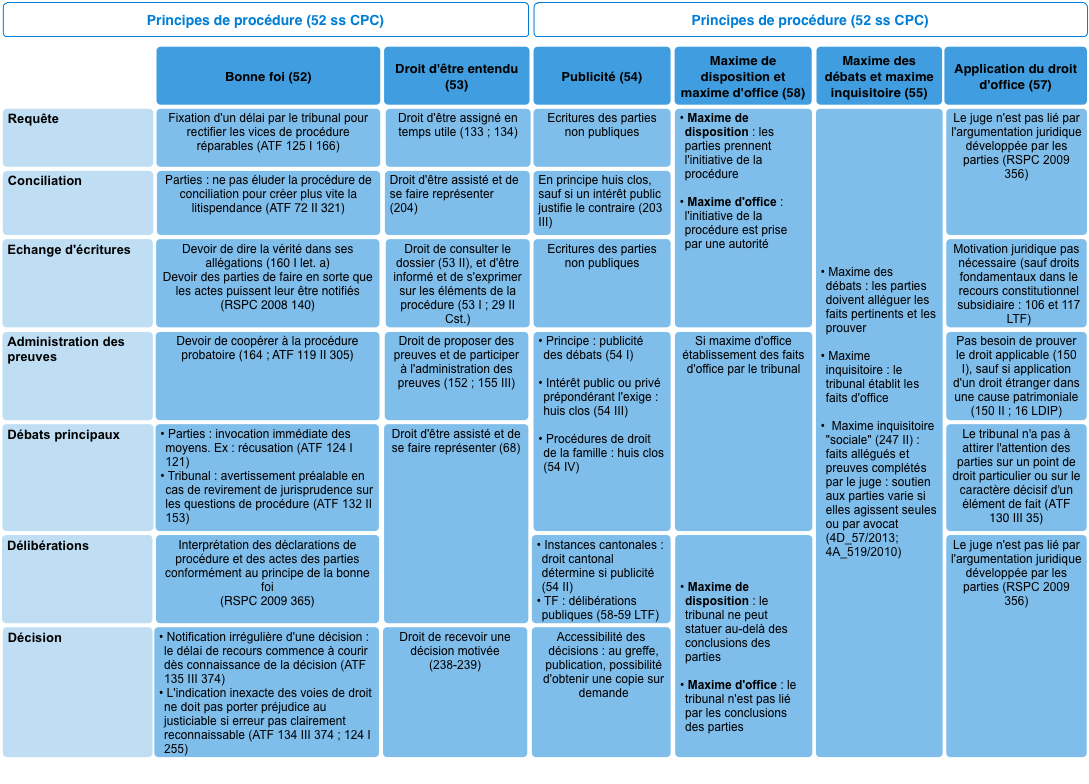 Principes de procédure (52 ss CPC)
Principes de procédure (52 ss CPC)
Bonne foi (52)
Droit d'être entendu
(53)
Publicité (54)
Maxime de
disposition et
maxime d'office (58)
Maxime des
débats et maxime
inquisitoire (55)
Application du droit
d'office (57)
Requête
Fixation d'un délai par le tribunal pour
rectifier les vices de procédure
réparables (ATF 125 I 166)
Droit d'être assigné en
temps utile (133 ; 134)
Ecritures des parties
non publiques
• Maxime de
disposition : les
parties prennent
l'initiative de la
procédure
• Maxime d'office :
l'initiative de la
procédure est prise
par une autorité
• Maxime des
débats : les parties
doivent alléguer les
faits pertinents et les
prouver
• Maxime
inquisitoire : le
tribunal établit les
faits d'office
• Maxime inquisitoire
"sociale" (247 II) :
faits allégués et
preuves complétés
par le juge : soutien
aux parties varie si
elles agissent seules
ou par avocat
(4D_57/2013;
4A_519/2010)
Le juge n'est pas lié par
l'argumentation juridique
développée par les
parties (RSPC 2009
356)
Conciliation
Parties : ne pas éluder la procédure de
conciliation pour créer plus vite la
litispendance (ATF 72 II 321)
Droit d'être assisté et de
se faire représenter
(204)
En principe huis clos,
sauf si un intérêt public
justifie le contraire (203
III)
Echange d'écritures
Devoir de dire la vérité dans ses
allégations (160 I let. a)
Devoir des parties de faire en sorte que
les actes puissent leur être notifiés
(RSPC 2008 140)
Droit de consulter le
dossier (53 II), et d'être
informé et de s'exprimer
sur les éléments de la
procédure (53 I ; 29 II
Cst.)
Ecritures des parties
non publiques
Motivation juridique pas
nécessaire (sauf droits
fondamentaux dans le
recours constitutionnel
subsidiaire : 106 et 117
LTF)
Administration des
preuves
Devoir de coopérer à la procédure
probatoire (164 ; ATF 119 II 305)
Droit de proposer des
preuves et de participer
à l'administration des
preuves (152 ; 155 III)
• Principe : publicité
des débats (54 I)
• Intérêt public ou privé
prépondérant l'exige :
huis clos (54 III)
• Procédures de droit
de la famille : huis clos
(54 IV)
Si maxime d'office
établissement des faits
d'office par le tribunal
Pas besoin de prouver
le droit applicable (150
I), sauf si application
d'un droit étranger dans
une cause patrimoniale
(150 II ; 16 LDIP)
Débats principaux
• Parties : invocation immédiate des
moyens. Ex : récusation (ATF 124 I
121)
• Tribunal : avertissement préalable en
cas de revirement de jurisprudence sur
les questions de procédure (ATF 132 II
153)
Droit d'être assisté et de
se faire représenter (68)
Le tribunal n'a pas à
attirer l'attention des
parties sur un point de
droit particulier ou sur le
caractère décisif d'un
élément de fait (ATF
130 III 35)
Délibérations
Interprétation des déclarations de
procédure et des actes des parties
conformément au principe de la bonne
foi
(RSPC 2009 365)
• Instances cantonales :
droit cantonal
détermine si publicité
(54 II)
• TF : délibérations
publiques (58-59 LTF)
• Maxime de
disposition : le
tribunal ne peut
statuer au-delà des
conclusions des
parties
• Maxime d'office : le
tribunal n'est pas lié
par les conclusions
des parties
Le juge n'est pas lié par
l'argumentation juridique
développée par les
parties (RSPC 2009
356)
Décision
• Notification irrégulière d'une décision :
le délai de recours commence à courir
dès connaissance de la décision (ATF
135 III 374)
• L'indication inexacte des voies de droit
ne doit pas porter préjudice au
justiciable si erreur pas clairement
reconnaissable (ATF 134 III 374 ; 124 I
255)
Droit de recevoir une
décision motivée
(238-239)
Accessibilité des
décisions : au greffe,
publication, possibilité
d'obtenir une copie sur
demande